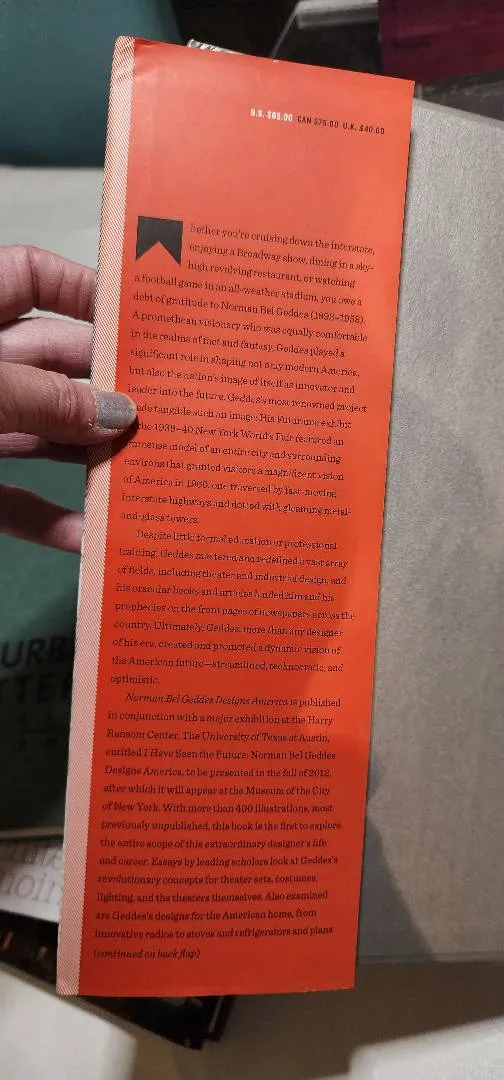 U.S. $65.00 CAN $75.00 U.K. £40.00
hether you're cruising down the interstate,
enjoying a Broadway show, dining in a sky-
high revolving restaurant, or watching
a football game in an all-weather stadium, you owe a
debt of gratitude to Norman Bel Geddes (1893–1958).
A promethean visionary who was equally comfortable
in the realms of fact and fantasy, Geddes played a
significant role in shaping not only modern America,
but also the nation's image of itself as innovator and
leader into the future. Geddes's most renowned project
made tangible such an image: His Futurama exhibit
the 1939–40 New York World's Fair featured an
immense model of an entire city and surrounding
environs that granted visitors a magnificent vision
of America in 1960, one traversed by fast-moving
interstate highways and dotted with gleaming metal-
and-glass towers.
Despite little formal education or professional
training, Geddes mastered and redefined a vast array
of fields, including theater and industrial design, and
his oracular books and articles landed him and his
prophecies on the front pages of newspapers across the
country. Ultimately, Geddes, more than any designer
of his era, created and promoted a dynamic vision of
the American future—streamlined, technocratic, and
optimistic.
Norman Bel Geddes Designs America is published
in conjunction with a major exhibition at the Harry
Ransom Center, The University of Texas at Austin,
entitled I Have Seen the Future: Norman Bel Geddes
Designs America, to be presented in the fall of 2012,
after which it will appear at the Museum of the City
of New York. With more than 400 illustrations, most
previously unpublished, this book is the first to explore
the entire scope of this extraordinary designer's life
and career. Essays by leading scholars look at Geddes's
revolutionary concepts for theater sets, costumes,
lighting, and the theaters themselves. Also examined
are Geddes's designs for the American home, from
innovative radios to stoves and refrigerators and plans
(continued on back flap)
URB
TTER